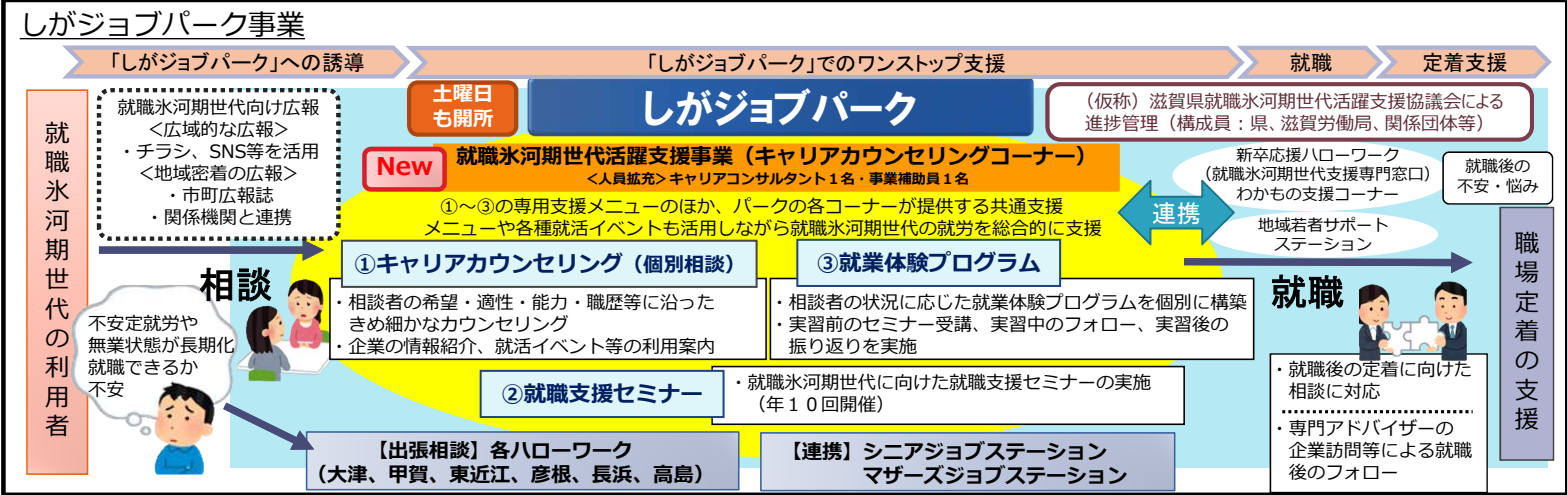 しがジョブパーク事業
「しがジョブパーク」への誘導
「しがジョブパーク」でのワンストップ支援
就職
定着支援
就職氷河期世代の利用者
就職氷河期世代向け広報
<広域的な広報>
・チラシ、SNS等を活用
<地域密着の広報>
・市町広報誌
・関係機関と連携
土曜日
も開所
しがジョブパーク
(仮称)滋賀県就職氷河期世代活躍支援協議会による
進捗管理(構成員:県、滋賀労働局、関係団体等)
New
就職氷河期世代活躍支援事業(キャリアカウンセリングコーナー)
<人員拡充>キャリアコンサルタント1名・事業補助員1名
①~③の専用支援メニューのほか、パークの各コーナーが提供する共通支援
メニューや各種就活イベントも活用しながら就職氷河期世代の就労を総合的に支援
連携
新卒応援ハローワーク
(就職氷河期世代支援専門窓口)
わかもの支援コーナー
地域若者サポート
ステーション
就職後の
不安・悩み
相談
不安定就労や
無業状態が長期化
就職できるか
不安
①キャリアカウンセリング(個別相談)
・相談者の希望・適性・能力・職歴等に沿った
きめ細かなカウンセリング
・企業の情報紹介、就活イベント等の利用案内
③就業体験プログラム
・相談者の状況に応じた就業体験プログラムを個別に構築
・実習前のセミナー受講、実習中のフォロー、実習後の
振り返りを実施
②就職支援セミナー
・就職氷河期世代に向けた就職支援セミナーの実施
(年10回開催)
【出張相談】各ハローワーク
(大津、甲賀、東近江、彦根、長浜、高島)
【連携】シニアジョブステーション
マザーズジョブステーション
就職
・就職後の定着に向けた
相談に対応
・専門アドバイザーの
企業訪問等による就職
後のフォロー
職場定着の支援